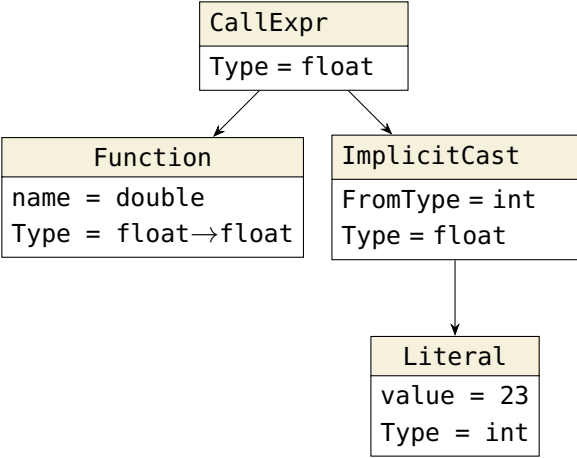 CallExpr
Type = float
Function
name = double
Type = float→float
ImplicitCast
FromType = int
Type = float
Literal
value = 23
Type = int